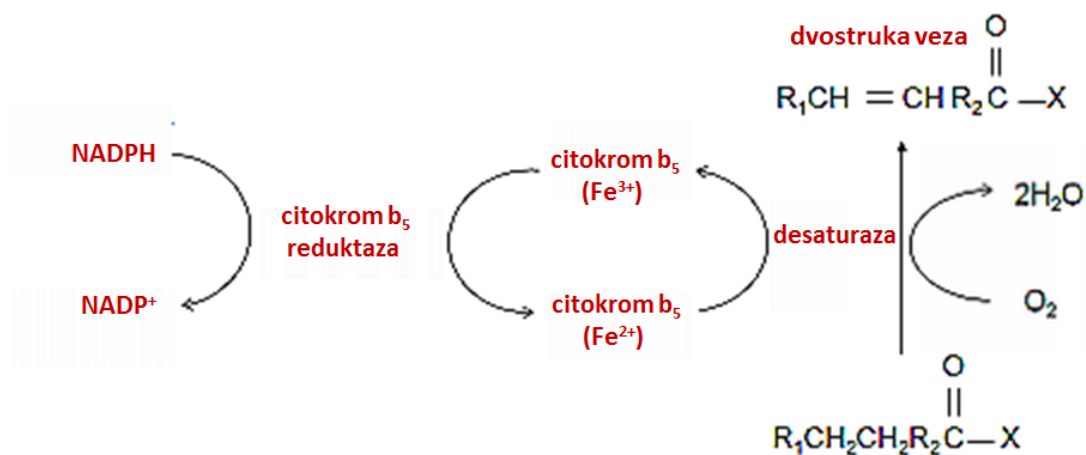 dvostruka veza
O
R₁CH = CH R₂C – X
NADPH
citokrom b₅
(Fe³⁺)
2H₂O
citokrom b₅
reduktaza
desaturaza
NADP⁺
citokrom b₅
(Fe²⁺)
O₂
O
R₁CH₂CH₂R₂C – X